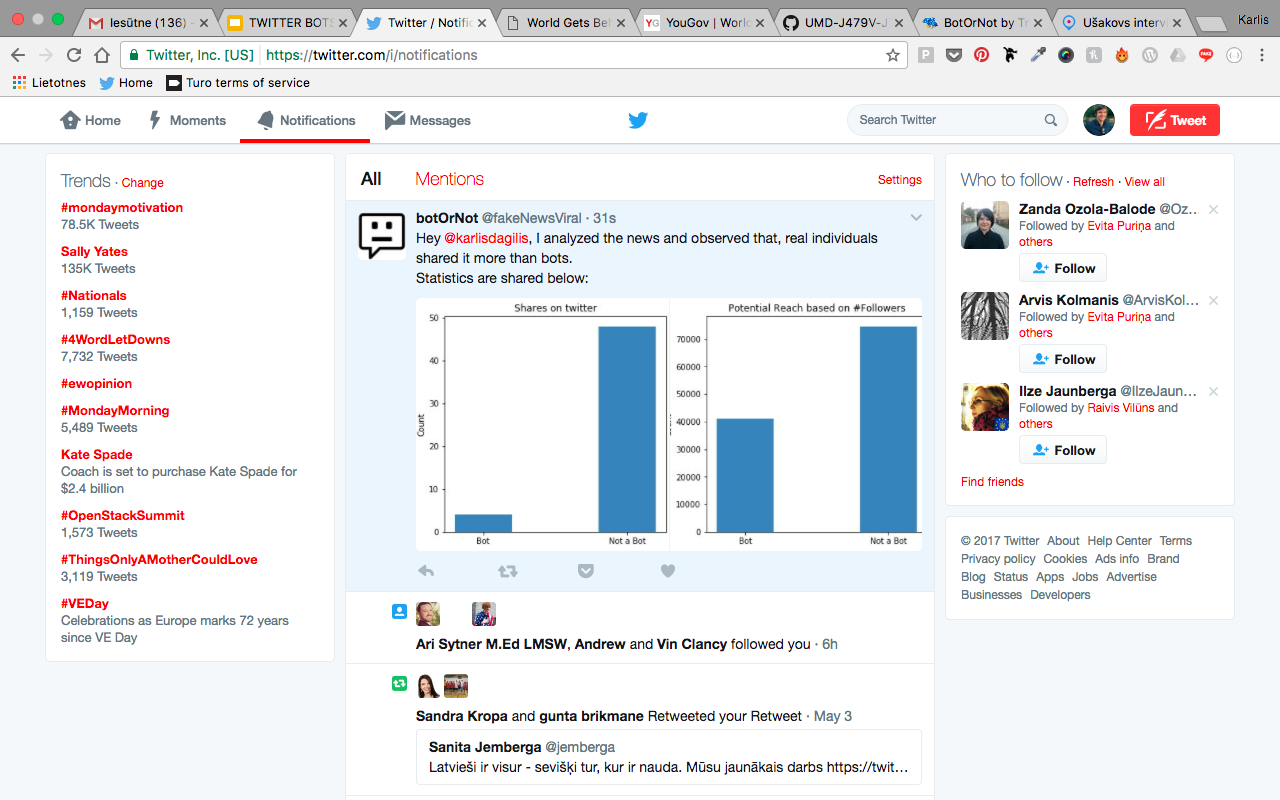 Iesūtne (136) -
TWITTER BOTS
Twitter / Notific
World Gets Beh
YouGov | World
UMD-J479V-J
BotOrNot by Tr
Ušakovs interv
Karlis
Twitter, Inc. [US]
https://twitter.com/i/notifications
Lietotnes
Home
Turo terms of service
Home
Moments
Notifications
Messages
Search Twitter
Tweet
Trends · Change
#mondaymotivation
78.5K Tweets
Sally Yates
135K Tweets
#Nationals
1,159 Tweets
#4WordLetDowns
7,732 Tweets
#ewopinion
#MondayMorning
5,489 Tweets
Kate Spade
Coach is set to purchase Kate Spade for
$2.4 billion
#OpenStackSummit
1,573 Tweets
#ThingsOnlyAMotherCouldLove
3,119 Tweets
#VEDay
Celebrations as Europe marks 72 years
since VE Day
All
Mentions
Settings
botOrNot @fakeNewsViral · 31s
Hey @karlisdagilis, I analyzed the news and observed that, real individuals
shared it more than bots.
Statistics are shared below:
Shares on twitter
50
40
30
20
10
0
Count
Bot
Not a Bot
Potential Reach based on #Followers
70000
60000
50000
40000
30000
20000
10000
0
Bot
Not a Bot
Ari Sytner M.Ed LMSW, Andrew and Vin Clancy followed you · 6h
Sandra Kropa and gunta brikmane Retweeted your Retweet · May 3
Sanita Jemberga @jemberga
Latvieši ir visur - sevišķi tur, kur ir nauda. Mūsu jaunākais darbs https://twit…
Who to follow · Refresh · View all
Zanda Ozola-Balode @Oz…
Followed by Evita Puriņa and
others
Follow
Arvis Kolmanis @ArvisKol…
Followed by Evita Puriņa and
others
Follow
Ilze Jaunberga @IlzeJaun…
Followed by Raivis Vilūns and
others
Follow
Find friends
© 2017 Twitter About Help Center Terms
Privacy policy Cookies Ads info Brand
Blog Status Apps Jobs Advertise
Businesses Developers